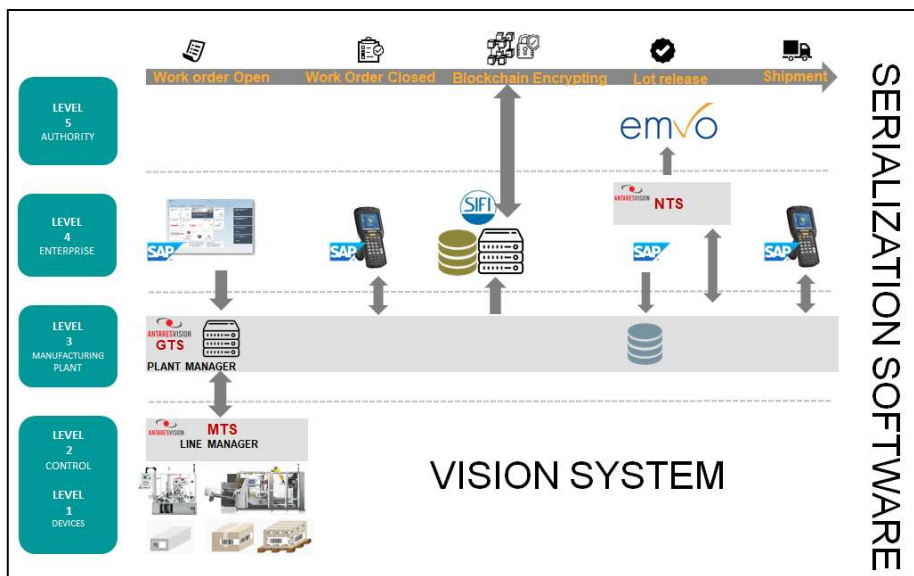 Work order Open
Work Order Closed
Blockchain Encrypting
Lot release
Shipment
LEVEL
5
AUTHORITY
emvo
LEVEL
4
ENTERPRISE
SAP
SAP
SIFI
ANTARESVISION
NTS
SAP
SAP
LEVEL
3
MANUFACTURING
PLANT
ANTARESVISION
GTS
PLANT MANAGER
LEVEL
2
CONTROL
LEVEL
1
DEVICES
ANTARESVISION
MTS
LINE MANAGER
VISION SYSTEM
SERIALIZATION SOFTWARE